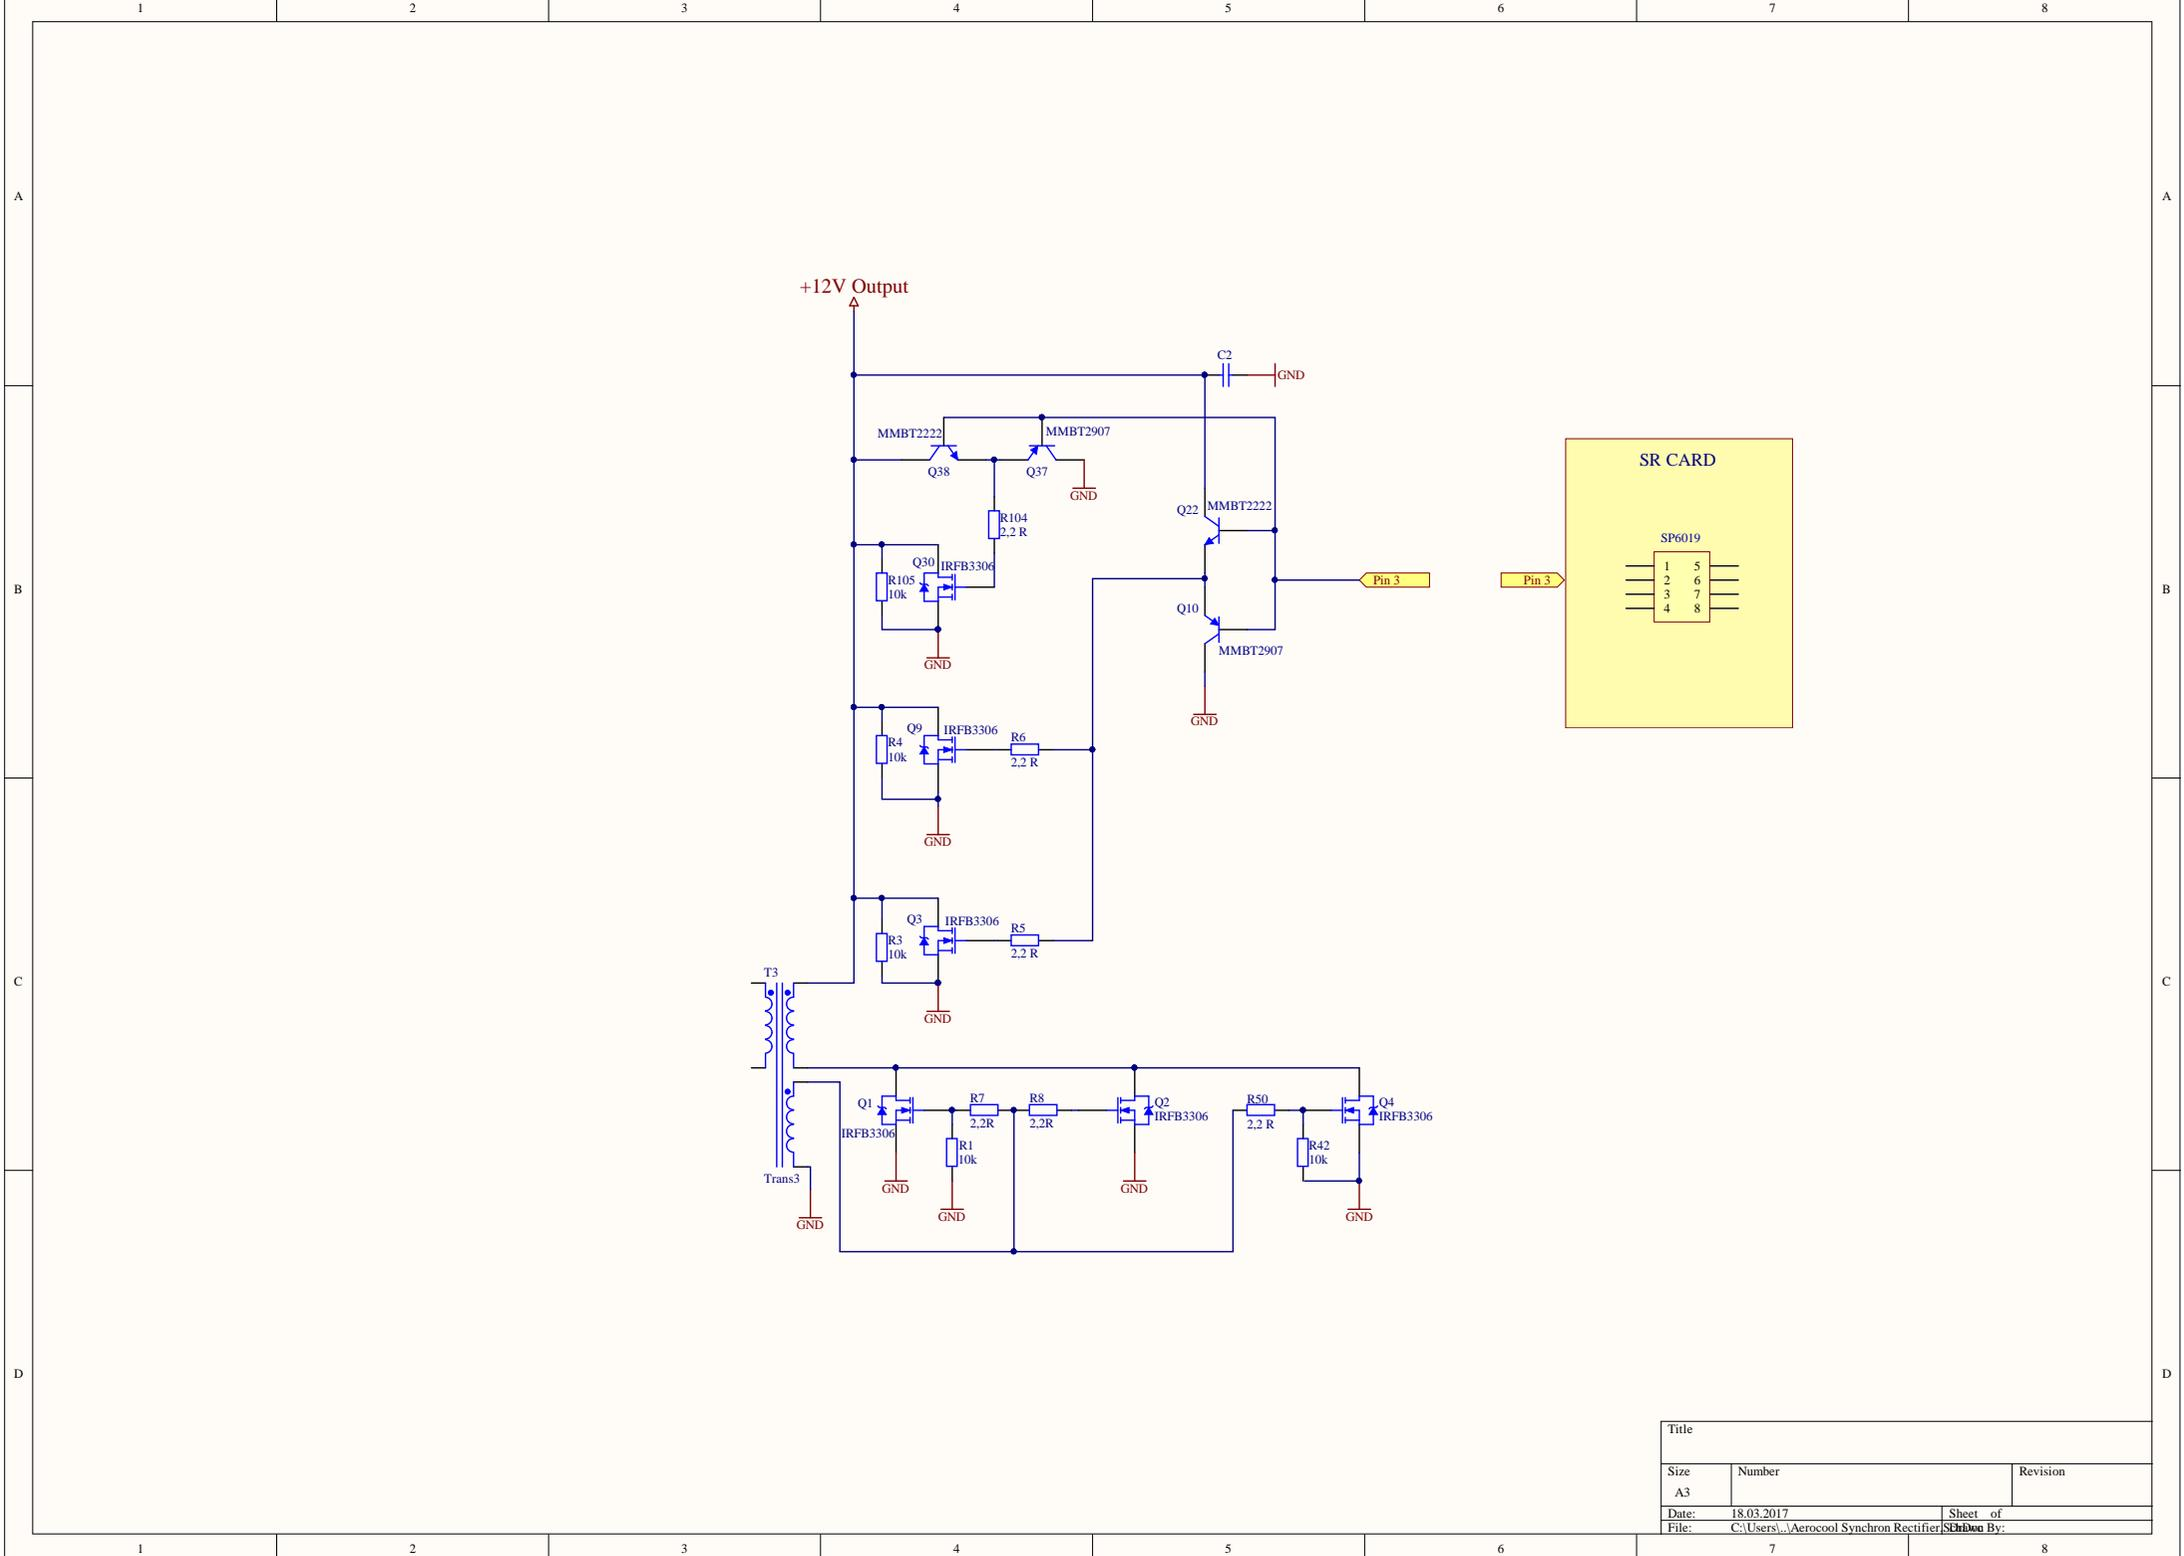 1 2 3 4 5 6 7 8
A A
+12V Output
C2
GND
MMBT2222 MMBT2907
Q38 Q37
GND
SR CARD
Q22 MMBT2222
R104
2,2 R
SP6019
Q30 IRFB3306
R105
10k
B B
Pin 3 Pin 3
1 5
2 6
3 7
4 8
Q10
MMBT2907
GND
GND
Q9 IRFB3306
R4
10k
R6
2,2 R
GND
Q3 IRFB3306
R3
10k
R5
2,2 R
T3
C C
GND
Q1
IRFB3306
R7
2,2R
R8
2,2R
Q2
IRFB3306
R50
2,2 R
Q4
IRFB3306
R1
10k
R42
10k
Trans3
GND GND
GND GND GND
GND
D D
Title
Size Number Revision
A3
Date: 18.03.2017 Sheet of
File: C:\Users\..\Aerocool Synchron Rectifier. By:
1 2 3 4 5 6 7 8